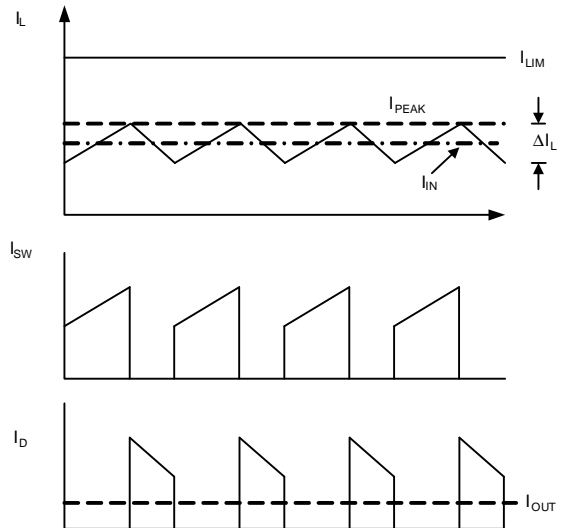 I_L
I_LIM
I_PEAK
ΔI_L
I_IN
I_SW
I_D
I_OUT